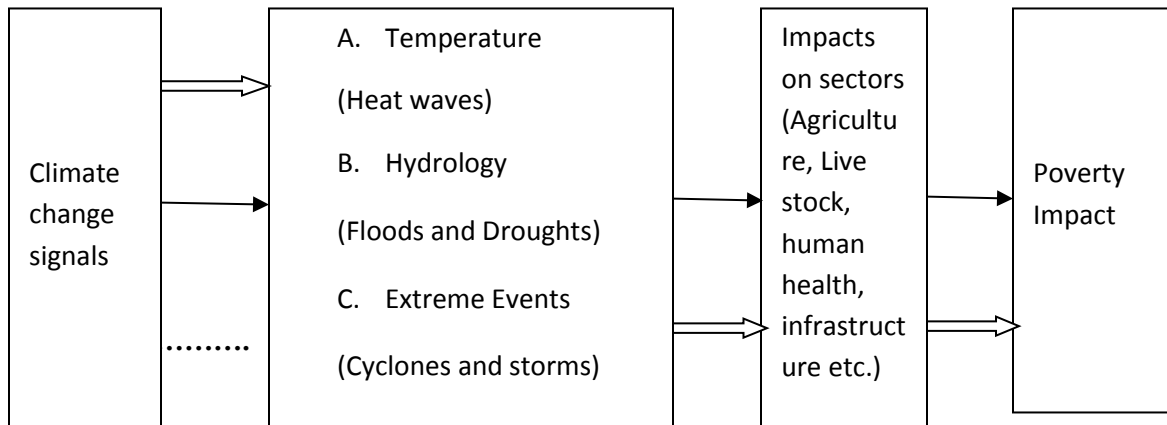 Climate
change
signals
A. Temperature
(Heat waves)
B. Hydrology
(Floods and Droughts)
C. Extreme Events
(Cyclones and storms)
Impacts
on sectors
(Agricultu
re, Live
stock,
human
health,
infrastruct
ure etc.)
Poverty
Impact